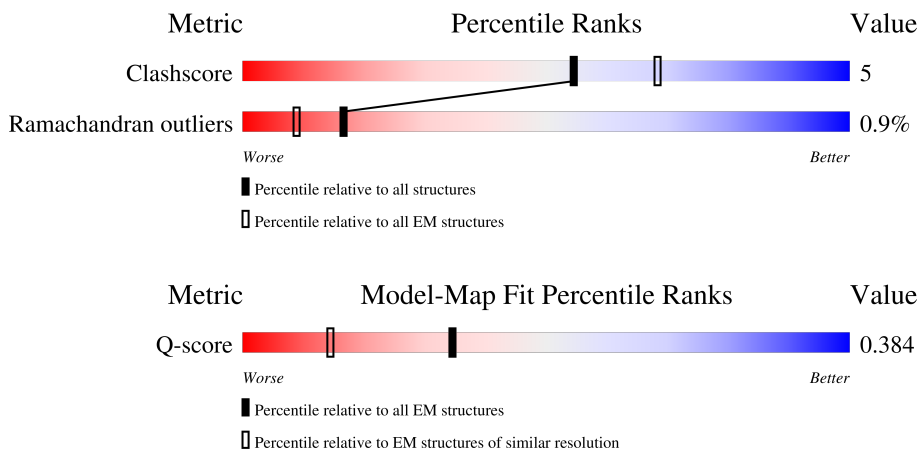 Metric Percentile Ranks Value
Clashscore 5
Ramachandran outliers 0.9%
Worse Better
Percentile relative to all structures
Percentile relative to all EM structures
Metric Model-Map Fit Percentile Ranks Value
Q-score 0.384
Worse Better
Percentile relative to all EM structures
Percentile relative to EM structures of similar resolution